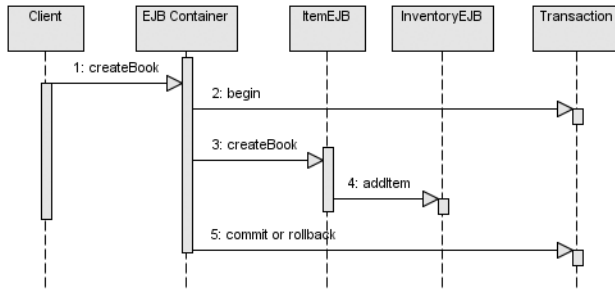 Client
EJB Container
ItemEJB
InventoryEJB
Transaction
1: createBook
2: begin
3: createBook
4: addItem
5: commit or rollback